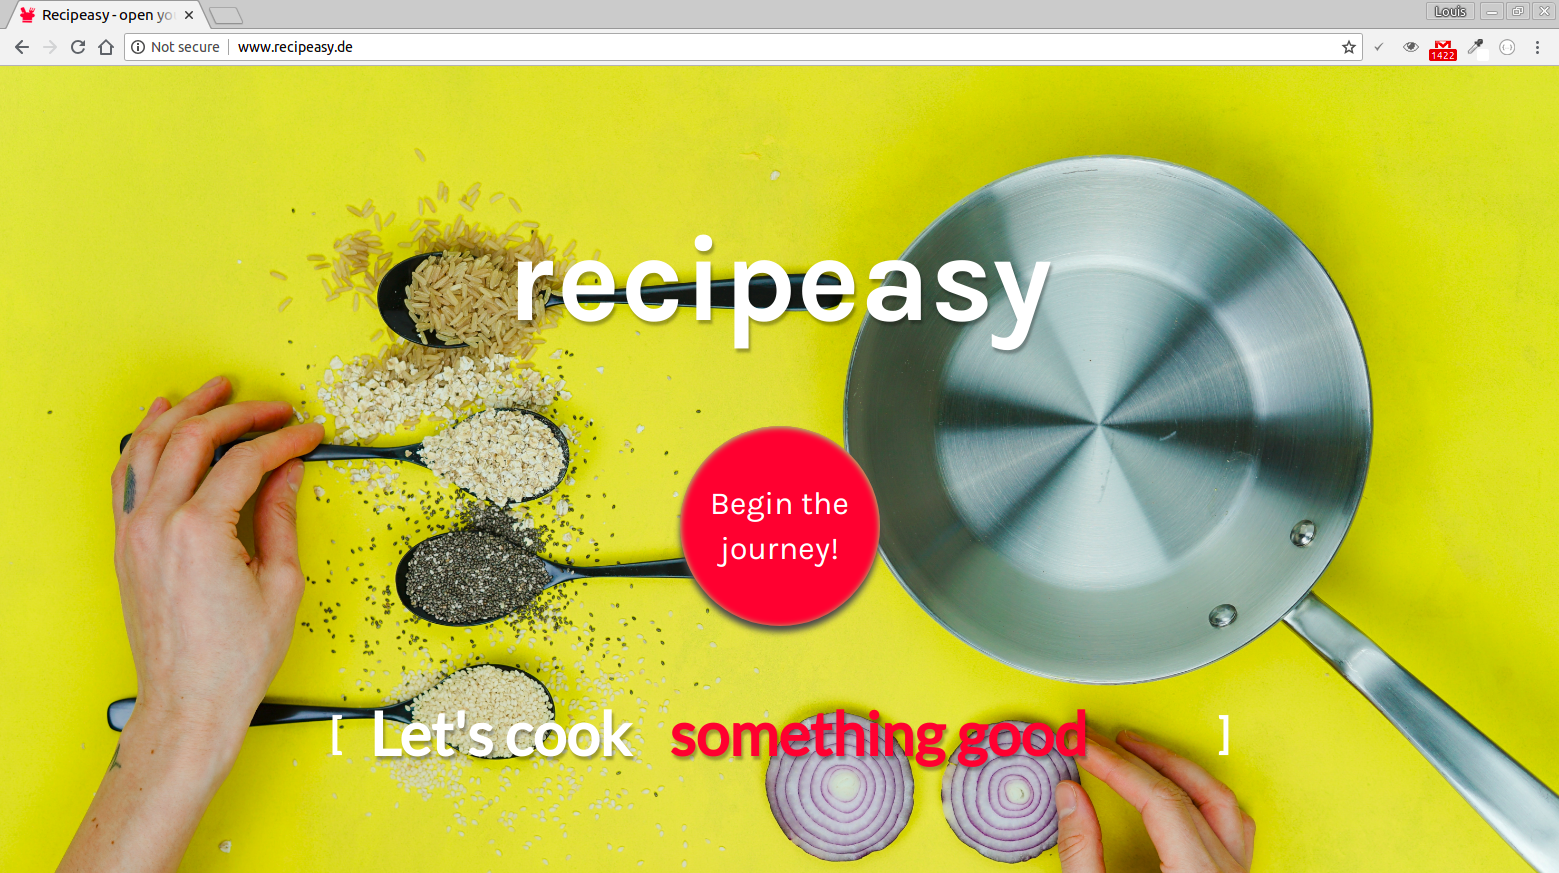 Recipeasy - open yo
Louis
Not secure
www.recipeasy.de
1422
recipeasy
Begin the
journey!
[ Let's cook something good ]